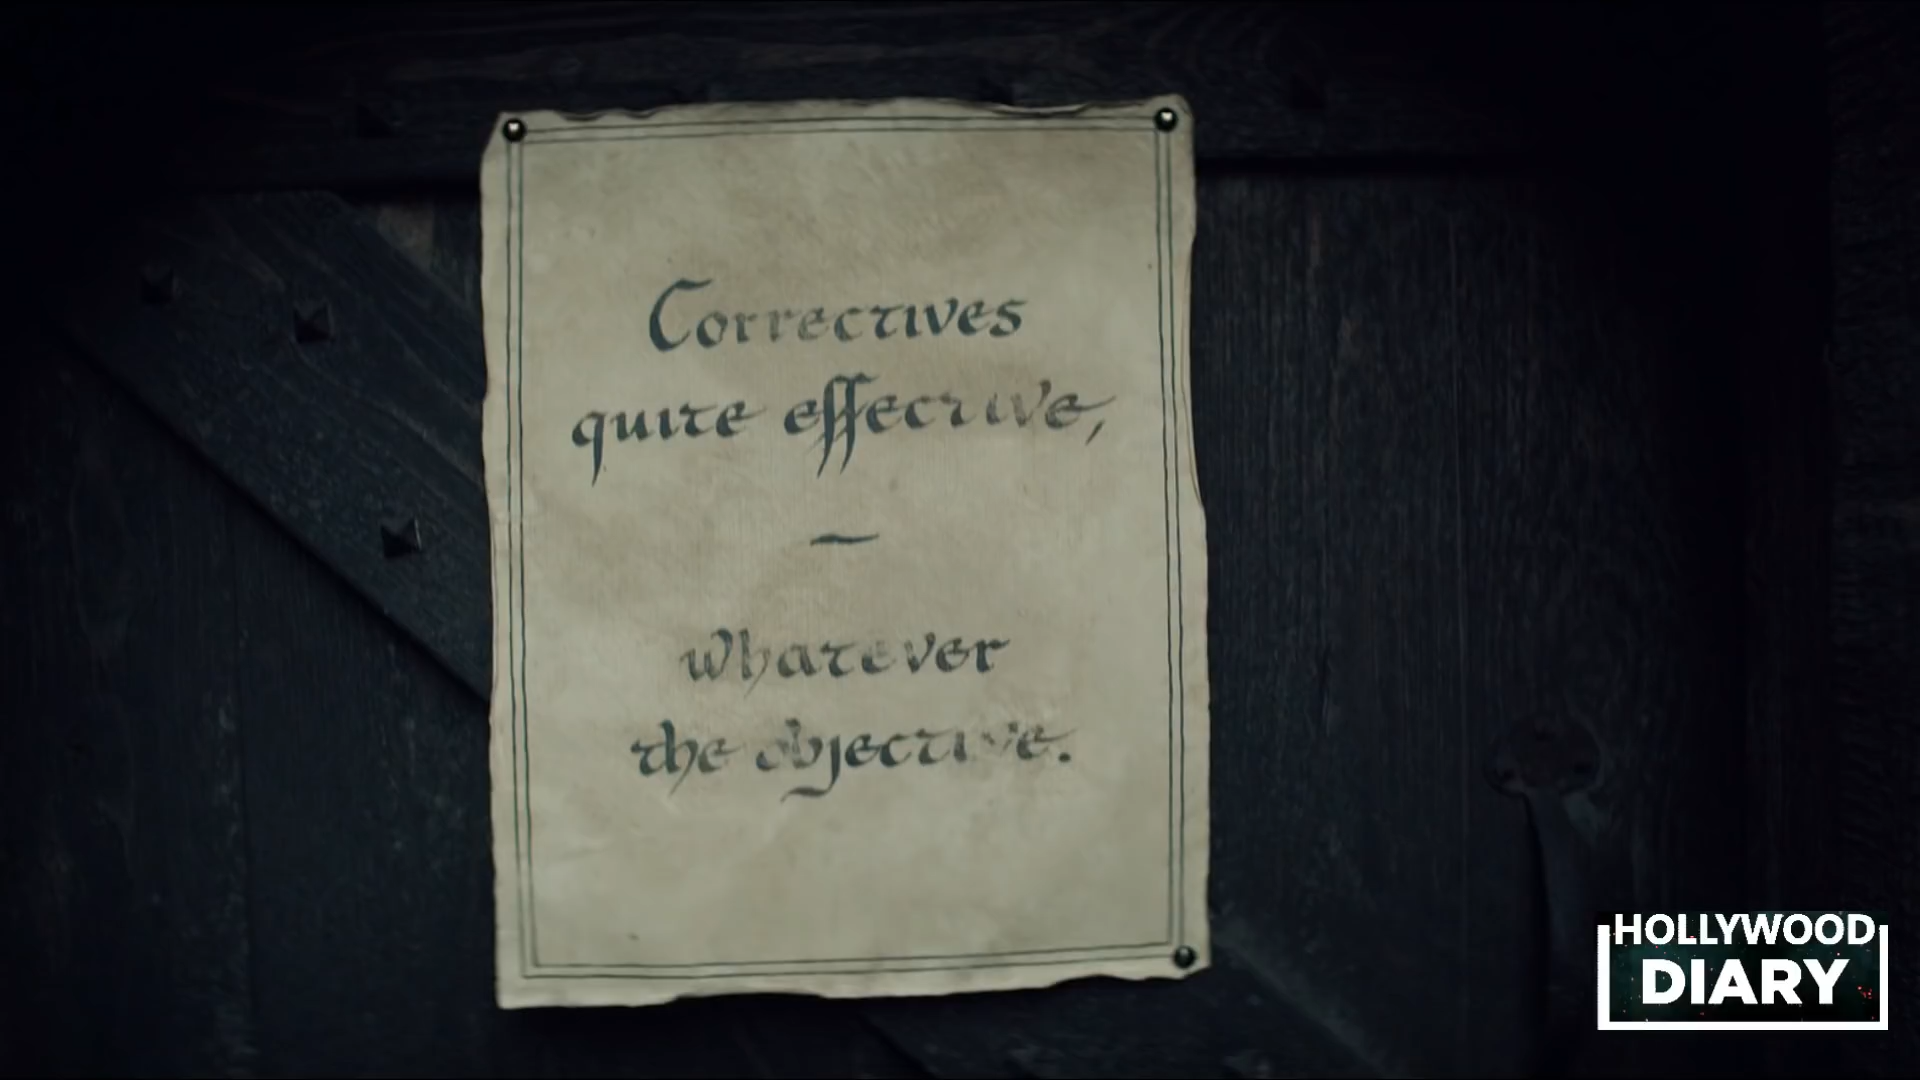 Correctives
quite effective,
—
whatever
the objective.
HOLLYWOOD
DIARY